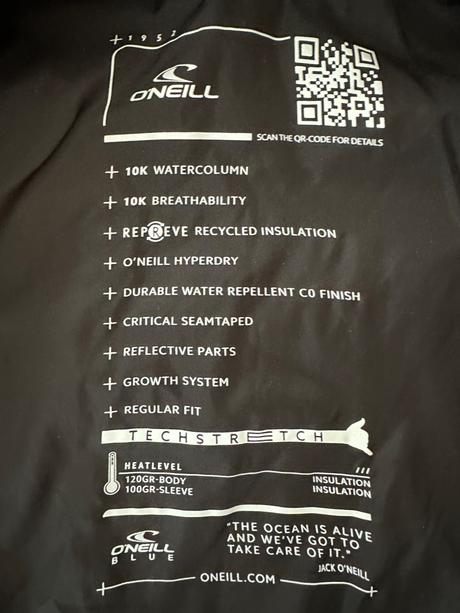 + 1952
O'NEILL
SCAN THE QR-CODE FOR DETAILS
+ 10K WATERCOLUMN
+ 10K BREATHABILITY
+ REPREVE RECYCLED INSULATION
+ O'NEILL HYPERDRY
+ DURABLE WATER REPELLENT C0 FINISH
+ CRITICAL SEAMTAPED
+ REFLECTIVE PARTS
+ GROWTH SYSTEM
+ REGULAR FIT
TECHSTRETCH
HEATLEVEL
120GR-BODY INSULATION
100GR-SLEEVE INSULATION
O'NEILL
BLUE
"THE OCEAN IS ALIVE
AND WE'VE GOT TO
TAKE CARE OF IT."
JACK O'NEILL
ONEILL.COM